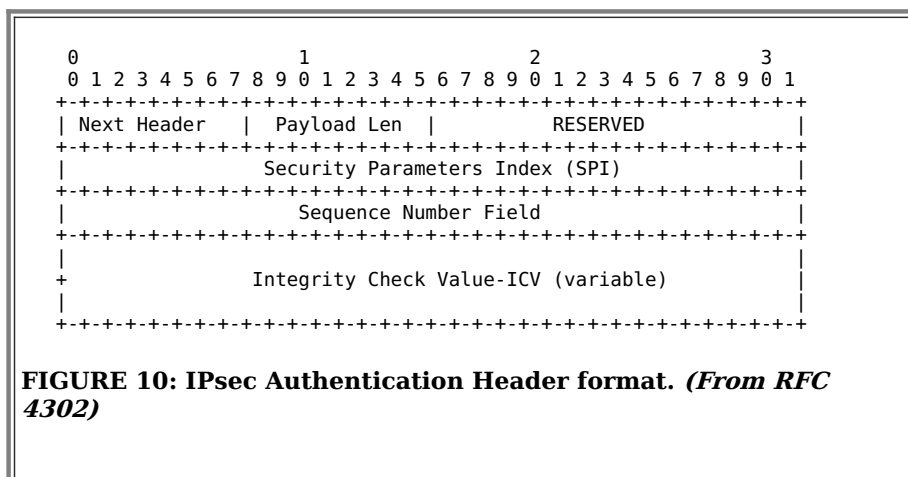 0                   1                   2                   3
0 1 2 3 4 5 6 7 8 9 0 1 2 3 4 5 6 7 8 9 0 1 2 3 4 5 6 7 8 9 0 1
+-+-+-+-+-+-+-+-+-+-+-+-+-+-+-+-+-+-+-+-+-+-+-+-+-+-+-+-+-+-+-+-+
| Next Header   |  Payload Len  |          RESERVED             |
+-+-+-+-+-+-+-+-+-+-+-+-+-+-+-+-+-+-+-+-+-+-+-+-+-+-+-+-+-+-+-+-+
|                 Security Parameters Index (SPI)               |
+-+-+-+-+-+-+-+-+-+-+-+-+-+-+-+-+-+-+-+-+-+-+-+-+-+-+-+-+-+-+-+-+
|                    Sequence Number Field                      |
+-+-+-+-+-+-+-+-+-+-+-+-+-+-+-+-+-+-+-+-+-+-+-+-+-+-+-+-+-+-+-+-+
|                                                               |
+                Integrity Check Value-ICV (variable)           |
|                                                               |
+-+-+-+-+-+-+-+-+-+-+-+-+-+-+-+-+-+-+-+-+-+-+-+-+-+-+-+-+-+-+-+-+
FIGURE 10: IPsec Authentication Header format. (From RFC
4302)